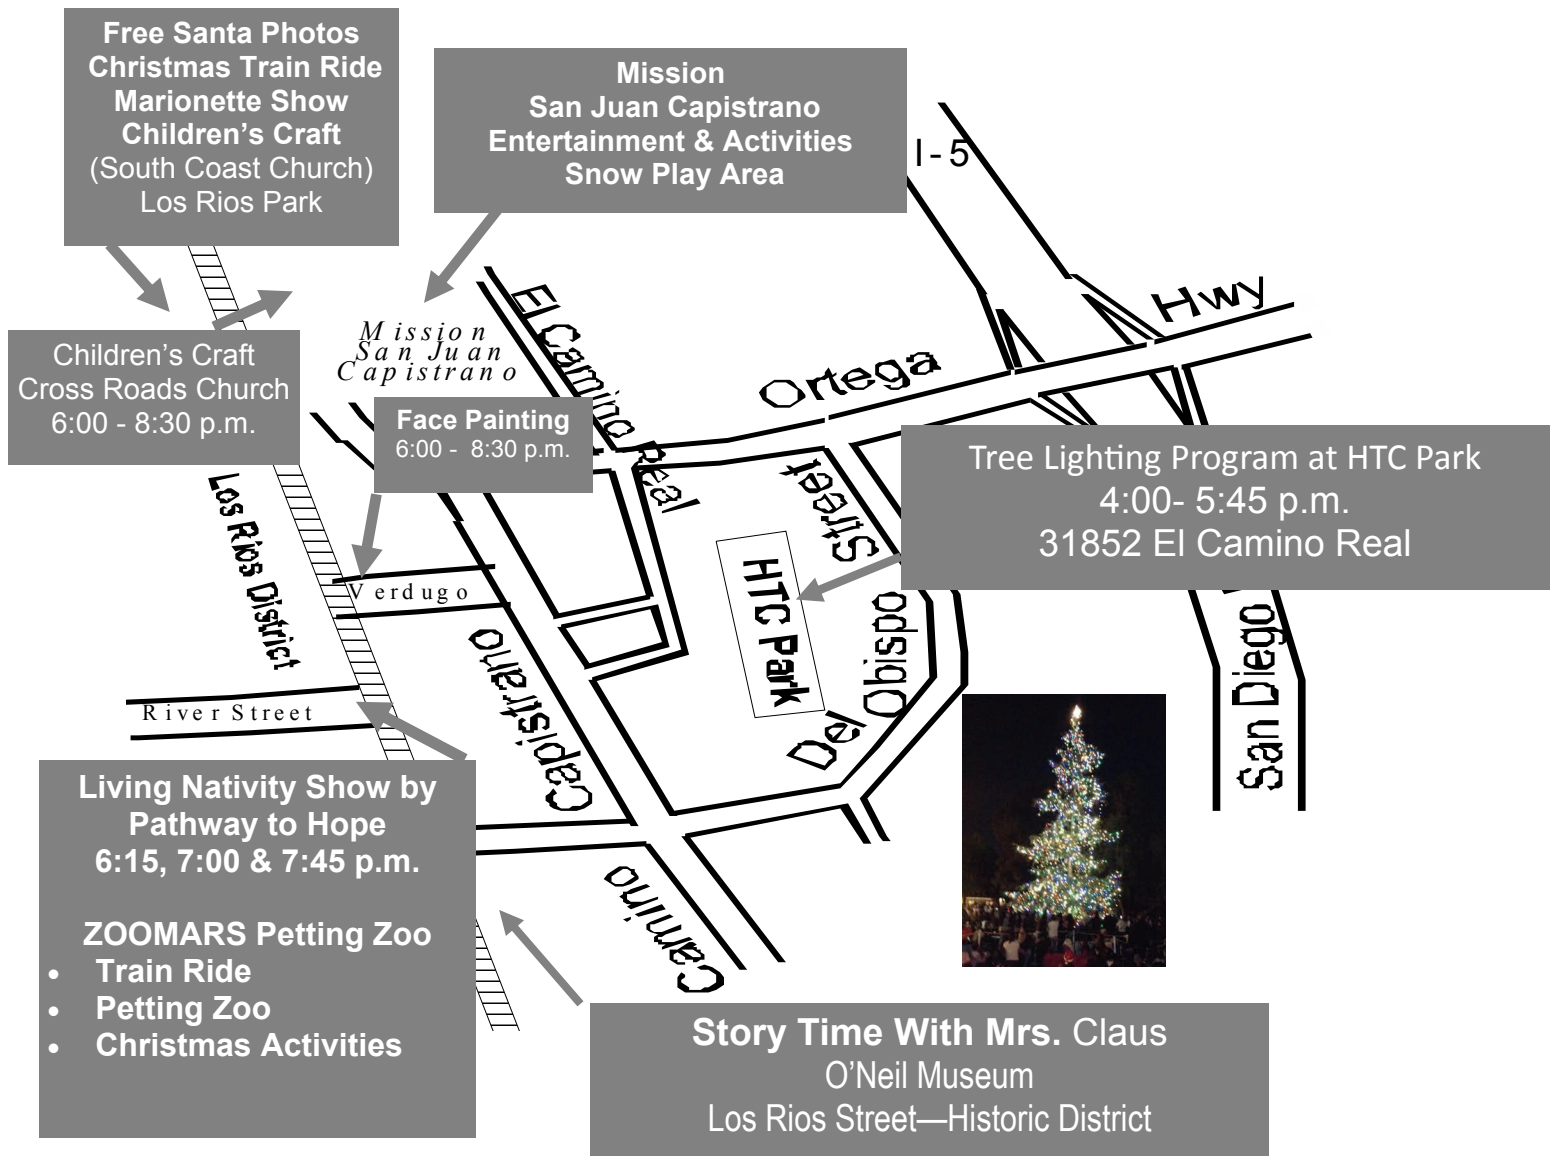 Free Santa Photos
Christmas Train Ride
Marionette Show
Children's Craft
(South Coast Church)
Los Rios Park
Mission
San Juan Capistrano
Entertainment & Activities
Snow Play Area
I-5
Hwy
Ortega
El Camino Real
Mission
San Juan
Capistrano
Children's Craft
Cross Roads Church
6:00 - 8:30 p.m.
Face Painting
6:00 -  8:30 p.m.
Tree Lighting Program at HTC Park
4:00- 5:45 p.m.
31852 El Camino Real
Los Rios District
Verdugo
River Street
HTC Park
Street
Obispo
Del
San Diego
Capistrano
Camino
Living Nativity Show by
Pathway to Hope
6:15, 7:00 & 7:45 p.m.
ZOOMARS Petting Zoo
• Train Ride
• Petting Zoo
• Christmas Activities
Story Time With Mrs. Claus
O'Neil Museum
Los Rios Street—Historic District